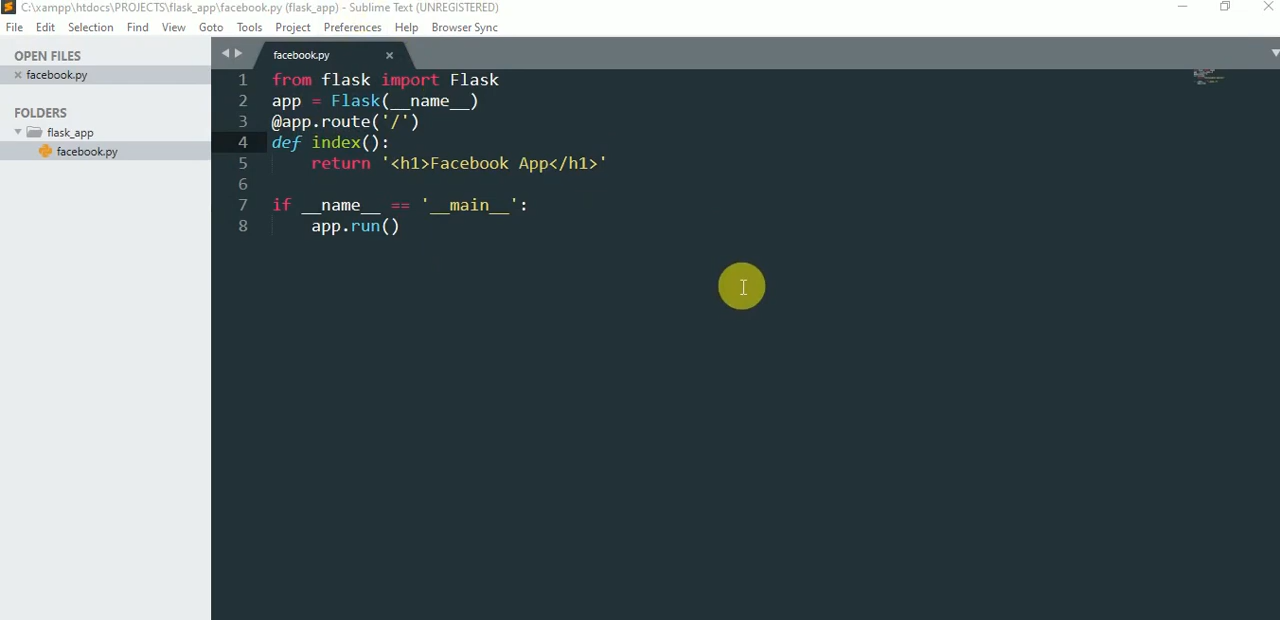 C:\xampp\htdocs\PROJECTS\flask_app\facebook.py (flask_app) - Sublime Text (UNREGISTERED)
File Edit Selection Find View Goto Tools Project Preferences Help Browser Sync
OPEN FILES
facebook.py
FOLDERS
flask_app
facebook.py
facebook.py
1 from flask import Flask
2 app = Flask(__name__)
3 @app.route('/')
4 def index():
5     return '<h1>Facebook App</h1>'
6
7 if __name__ == '__main__':
8     app.run()